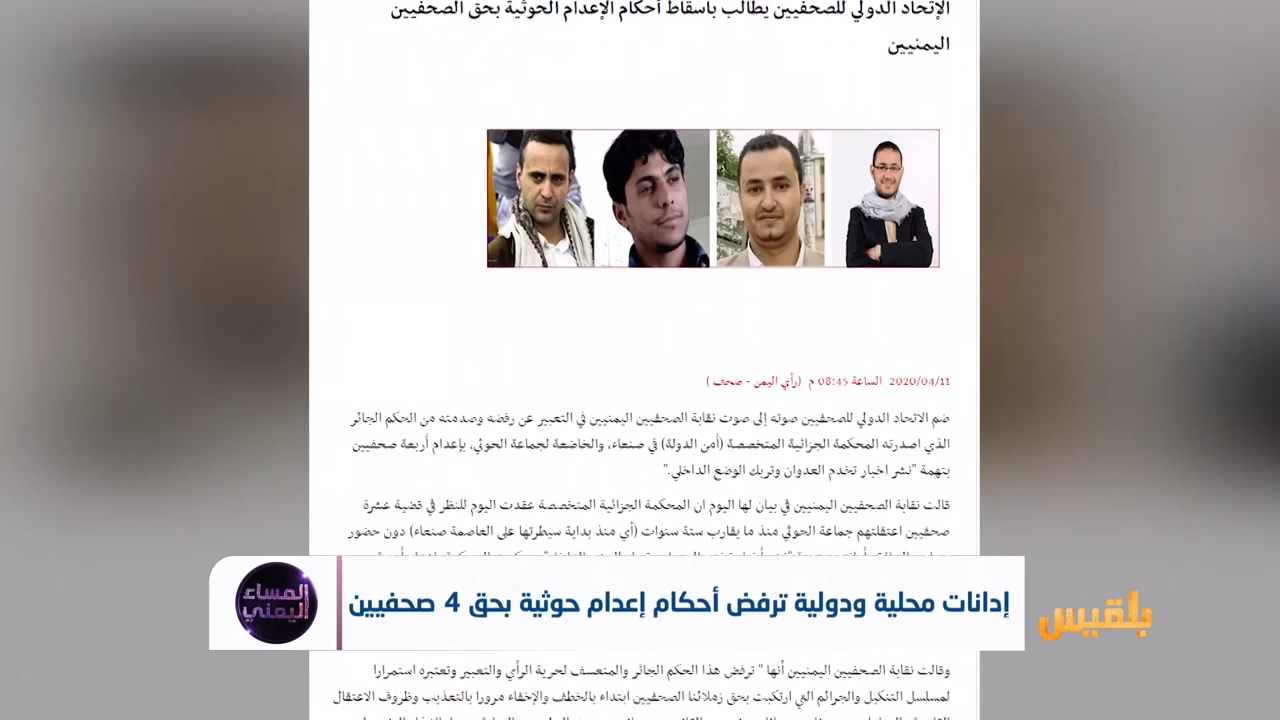 الإتحاد الدولي للصحفيين يطالب بأسقاط أحكام الإعدام الحوثية بحق الصحفيين
اليمنيين
2020/04/11 الساعة 08:45 م (رأي اليمن - صحف )
ضم الاتحاد الدولي للصحفيين صوته إلى صوت نقابة الصحفيين اليمنيين في التعبير عن رفضه وصدمته من الحكم الجائر
الذي اصدرته المحكمة الجزائية المتخصصة (أمن الدولة) في صنعاء، والخاضعة لجماعة الحوثي، بإعدام أربعة صحفيين
بتهمة "نشر اخبار تخدم العدوان وتربك الوضع الداخلي."
قالت نقابة الصحفيين اليمنيين في بيان لها اليوم ان المحكمة الجزائية المتخصصة عقدت اليوم للنظر في قضية عشرة
صحفيين اعتقلتهم جماعة الحوثي منذ ما يقارب ستة سنوات (أي منذ بداية سيطرتها على العاصمة صنعاء) دون حضور
إدانات محلية ودولية ترفض أحكام إعدام حوثية بحق 4 صحفيين
المساء
اليمني
بلقيس
وقالت نقابة الصحفيين اليمنيين أنها " ترفض هذا الحكم الجائر والمتعسف لحرية الرأي والتعبير وتعتبره استمرارا
لمسلسل التنكيل والجرائم التي ارتكبت بحق زملائنا الصحفيين ابتداء بالخطف والإخفاء مرورا بالتعذيب وظروف الاعتقال